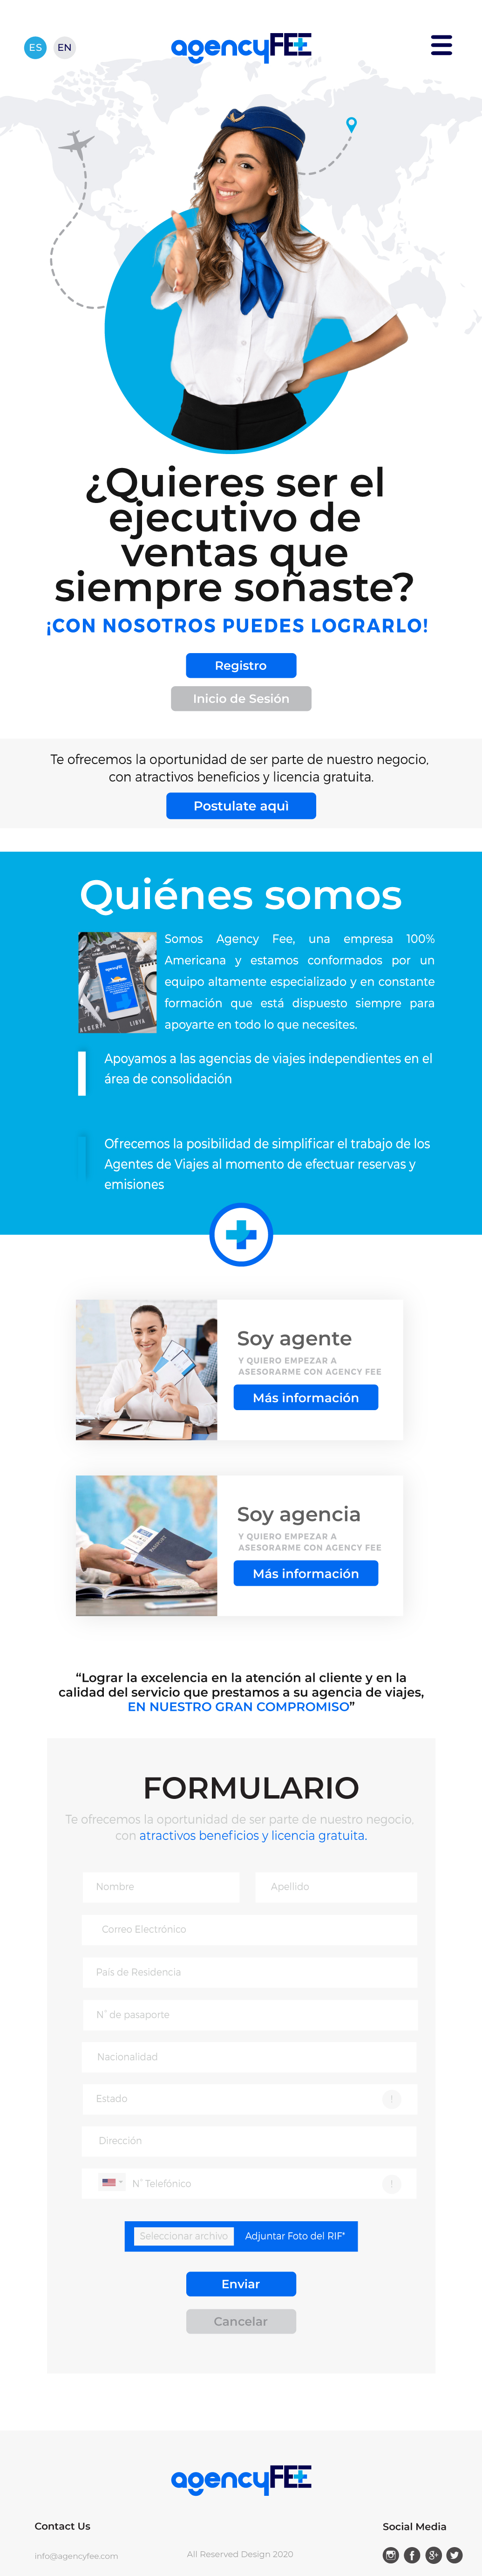 ES EN
agencyFEE
¿Quieres ser el
ejecutivo de
ventas que
siempre soñaste?
¡CON NOSOTROS PUEDES LOGRARLO!
Registro
Inicio de Sesión
Te ofrecemos la oportunidad de ser parte de nuestro negocio,
con atractivos beneficios y licencia gratuita.
Postulate aquì
Quiénes somos
ALGERIA
LIBYA
agencyFEE
Somos Agency Fee, una empresa 100%
Americana y estamos conformados por un
equipo altamente especializado y en constante
formación que está dispuesto siempre para
apoyarte en todo lo que necesites.
Apoyamos a las agencias de viajes independientes en el
área de consolidación
Ofrecemos la posibilidad de simplificar el trabajo de los
Agentes de Viajes al momento de efectuar reservas y
emisiones
Soy agente
Y QUIERO EMPEZAR A
ASESORARME CON AGENCY FEE
Más información
PASSPORT
Soy agencia
Y QUIERO EMPEZAR A
ASESORARME CON AGENCY FEE
Más información
“Lograr la excelencia en la atención al cliente y en la
calidad del servicio que prestamos a su agencia de viajes,
EN NUESTRO GRAN COMPROMISO”
FORMULARIO
Te ofrecemos la oportunidad de ser parte de nuestro negocio,
con atractivos beneficios y licencia gratuita.
Nombre
Apellido
Correo Electrónico
País de Residencia
N° de pasaporte
Nacionalidad
Estado
Dirección
N° Telefónico
Seleccionar archivo
Adjuntar Foto del RIF*
Enviar
Cancelar
agencyFEE
Contact Us
Social Media
info@agencyfee.com
All Reserved Design 2020